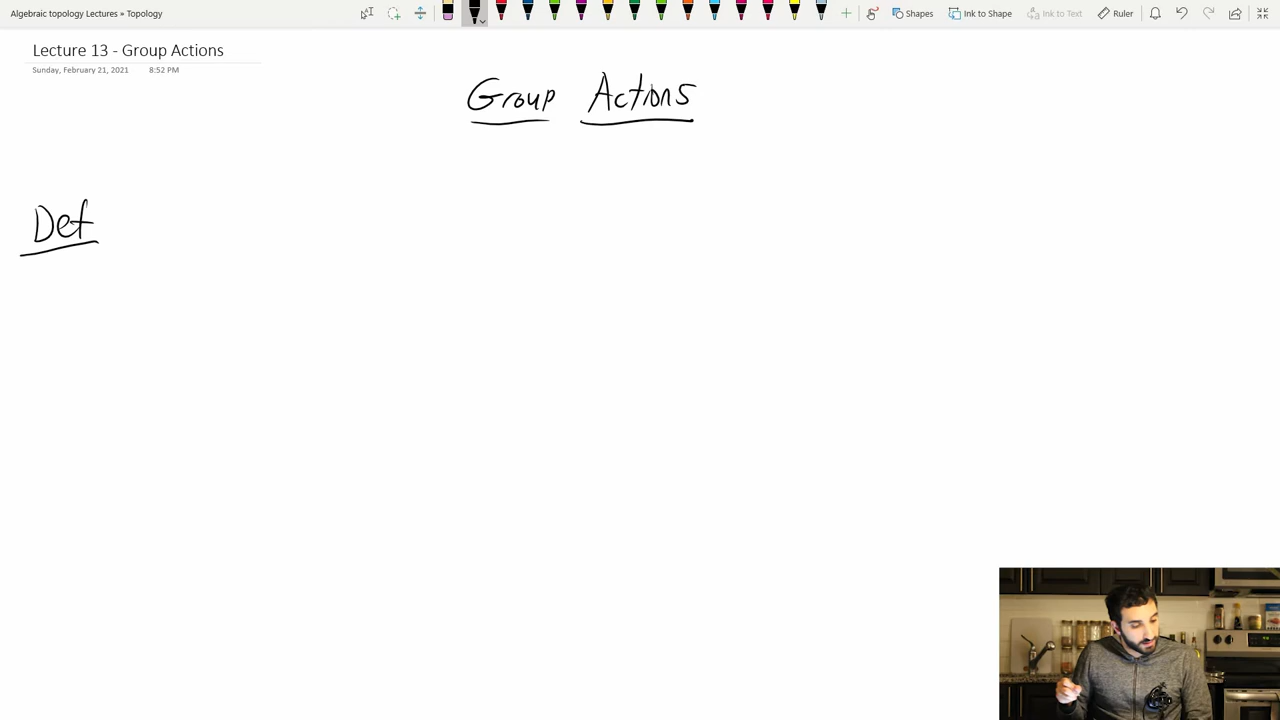 Algebraic topology Lectures » Topology
Shapes
Ink to Shape
Ink to Text
Ruler
Lecture 13 - Group Actions
Sunday, February 21, 2021 8:52 PM
Group Actions
Def